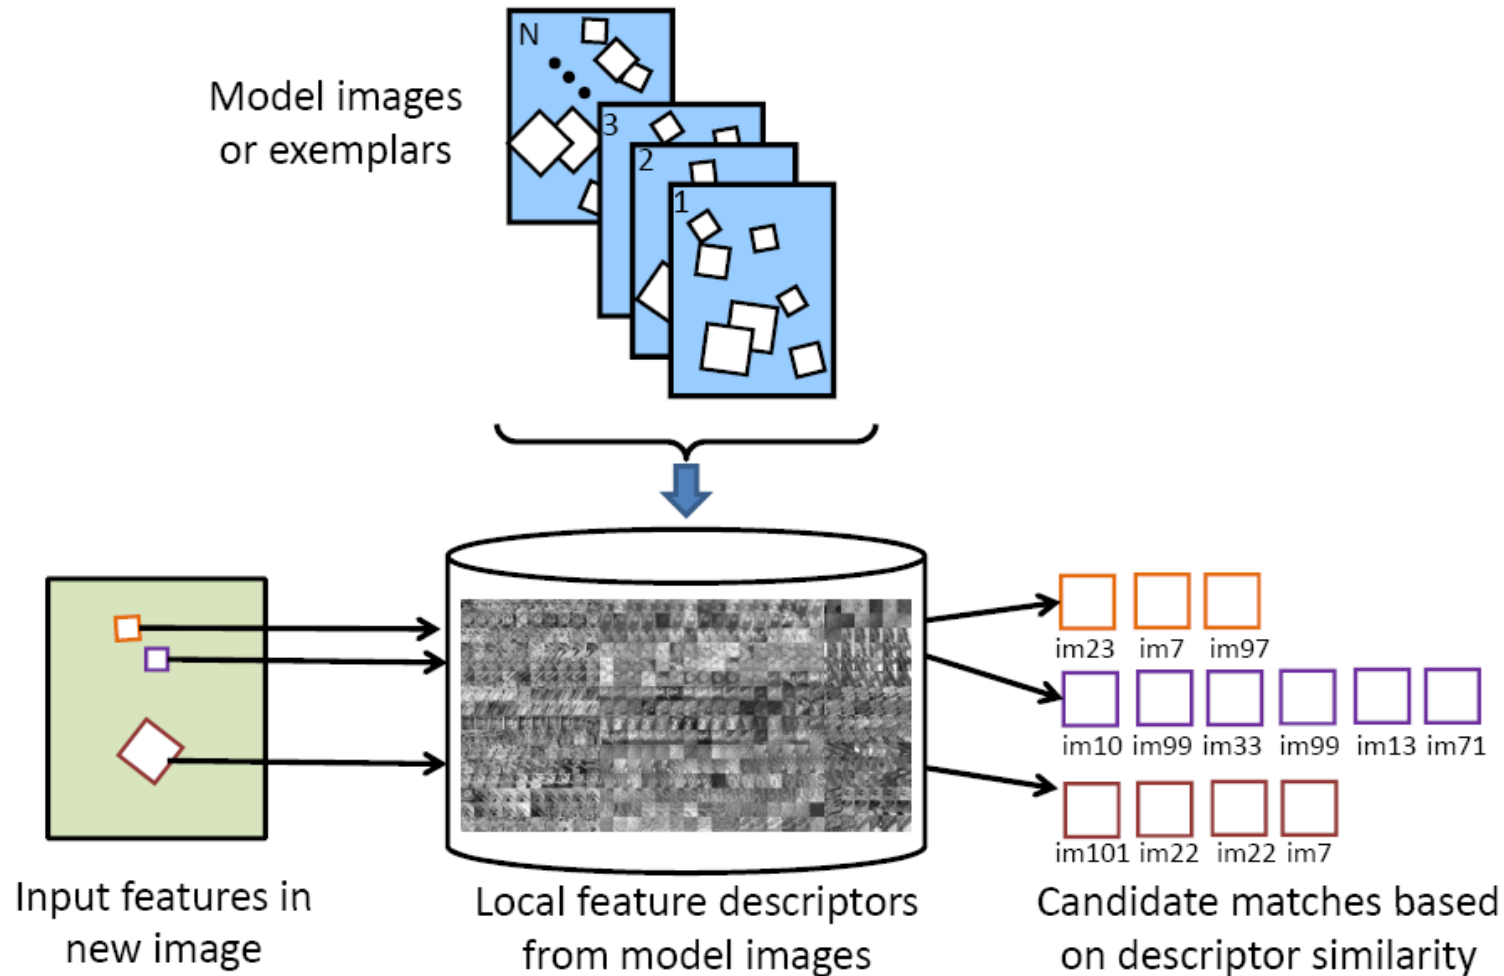 N
Model images
or exemplars
3
2
1
im23 im7 im97
im10 im99 im33 im99 im13 im71
im101 im22 im22 im7
Input features in
new image
Local feature descriptors
from model images
Candidate matches based
on descriptor similarity